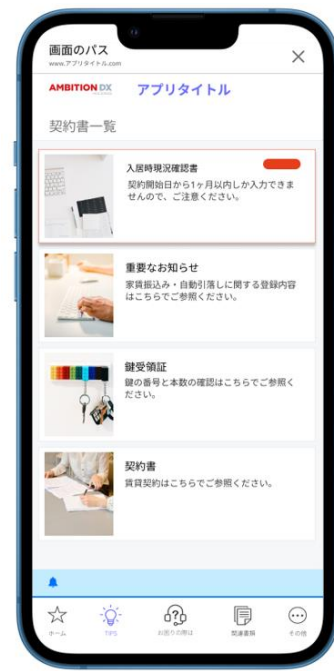 画面のパス
www.アプリタイトル.com
AMBITION DX
アプリタイトル
契約書一覧
入居時現況確認書
契約開始日から1ヶ月以内しか入力できま
せんので、ご注意ください。
重要なお知らせ
家賃振込み・自動引落しに関する登録内容
はこちらでご参照ください。
鍵受領証
鍵の番号と本数の確認はこちらでご参照く
ださい。
契約書
賃貸契約はこちらでご参照ください。
ホーム
TIPS
お困りの際は
関連書類
その他